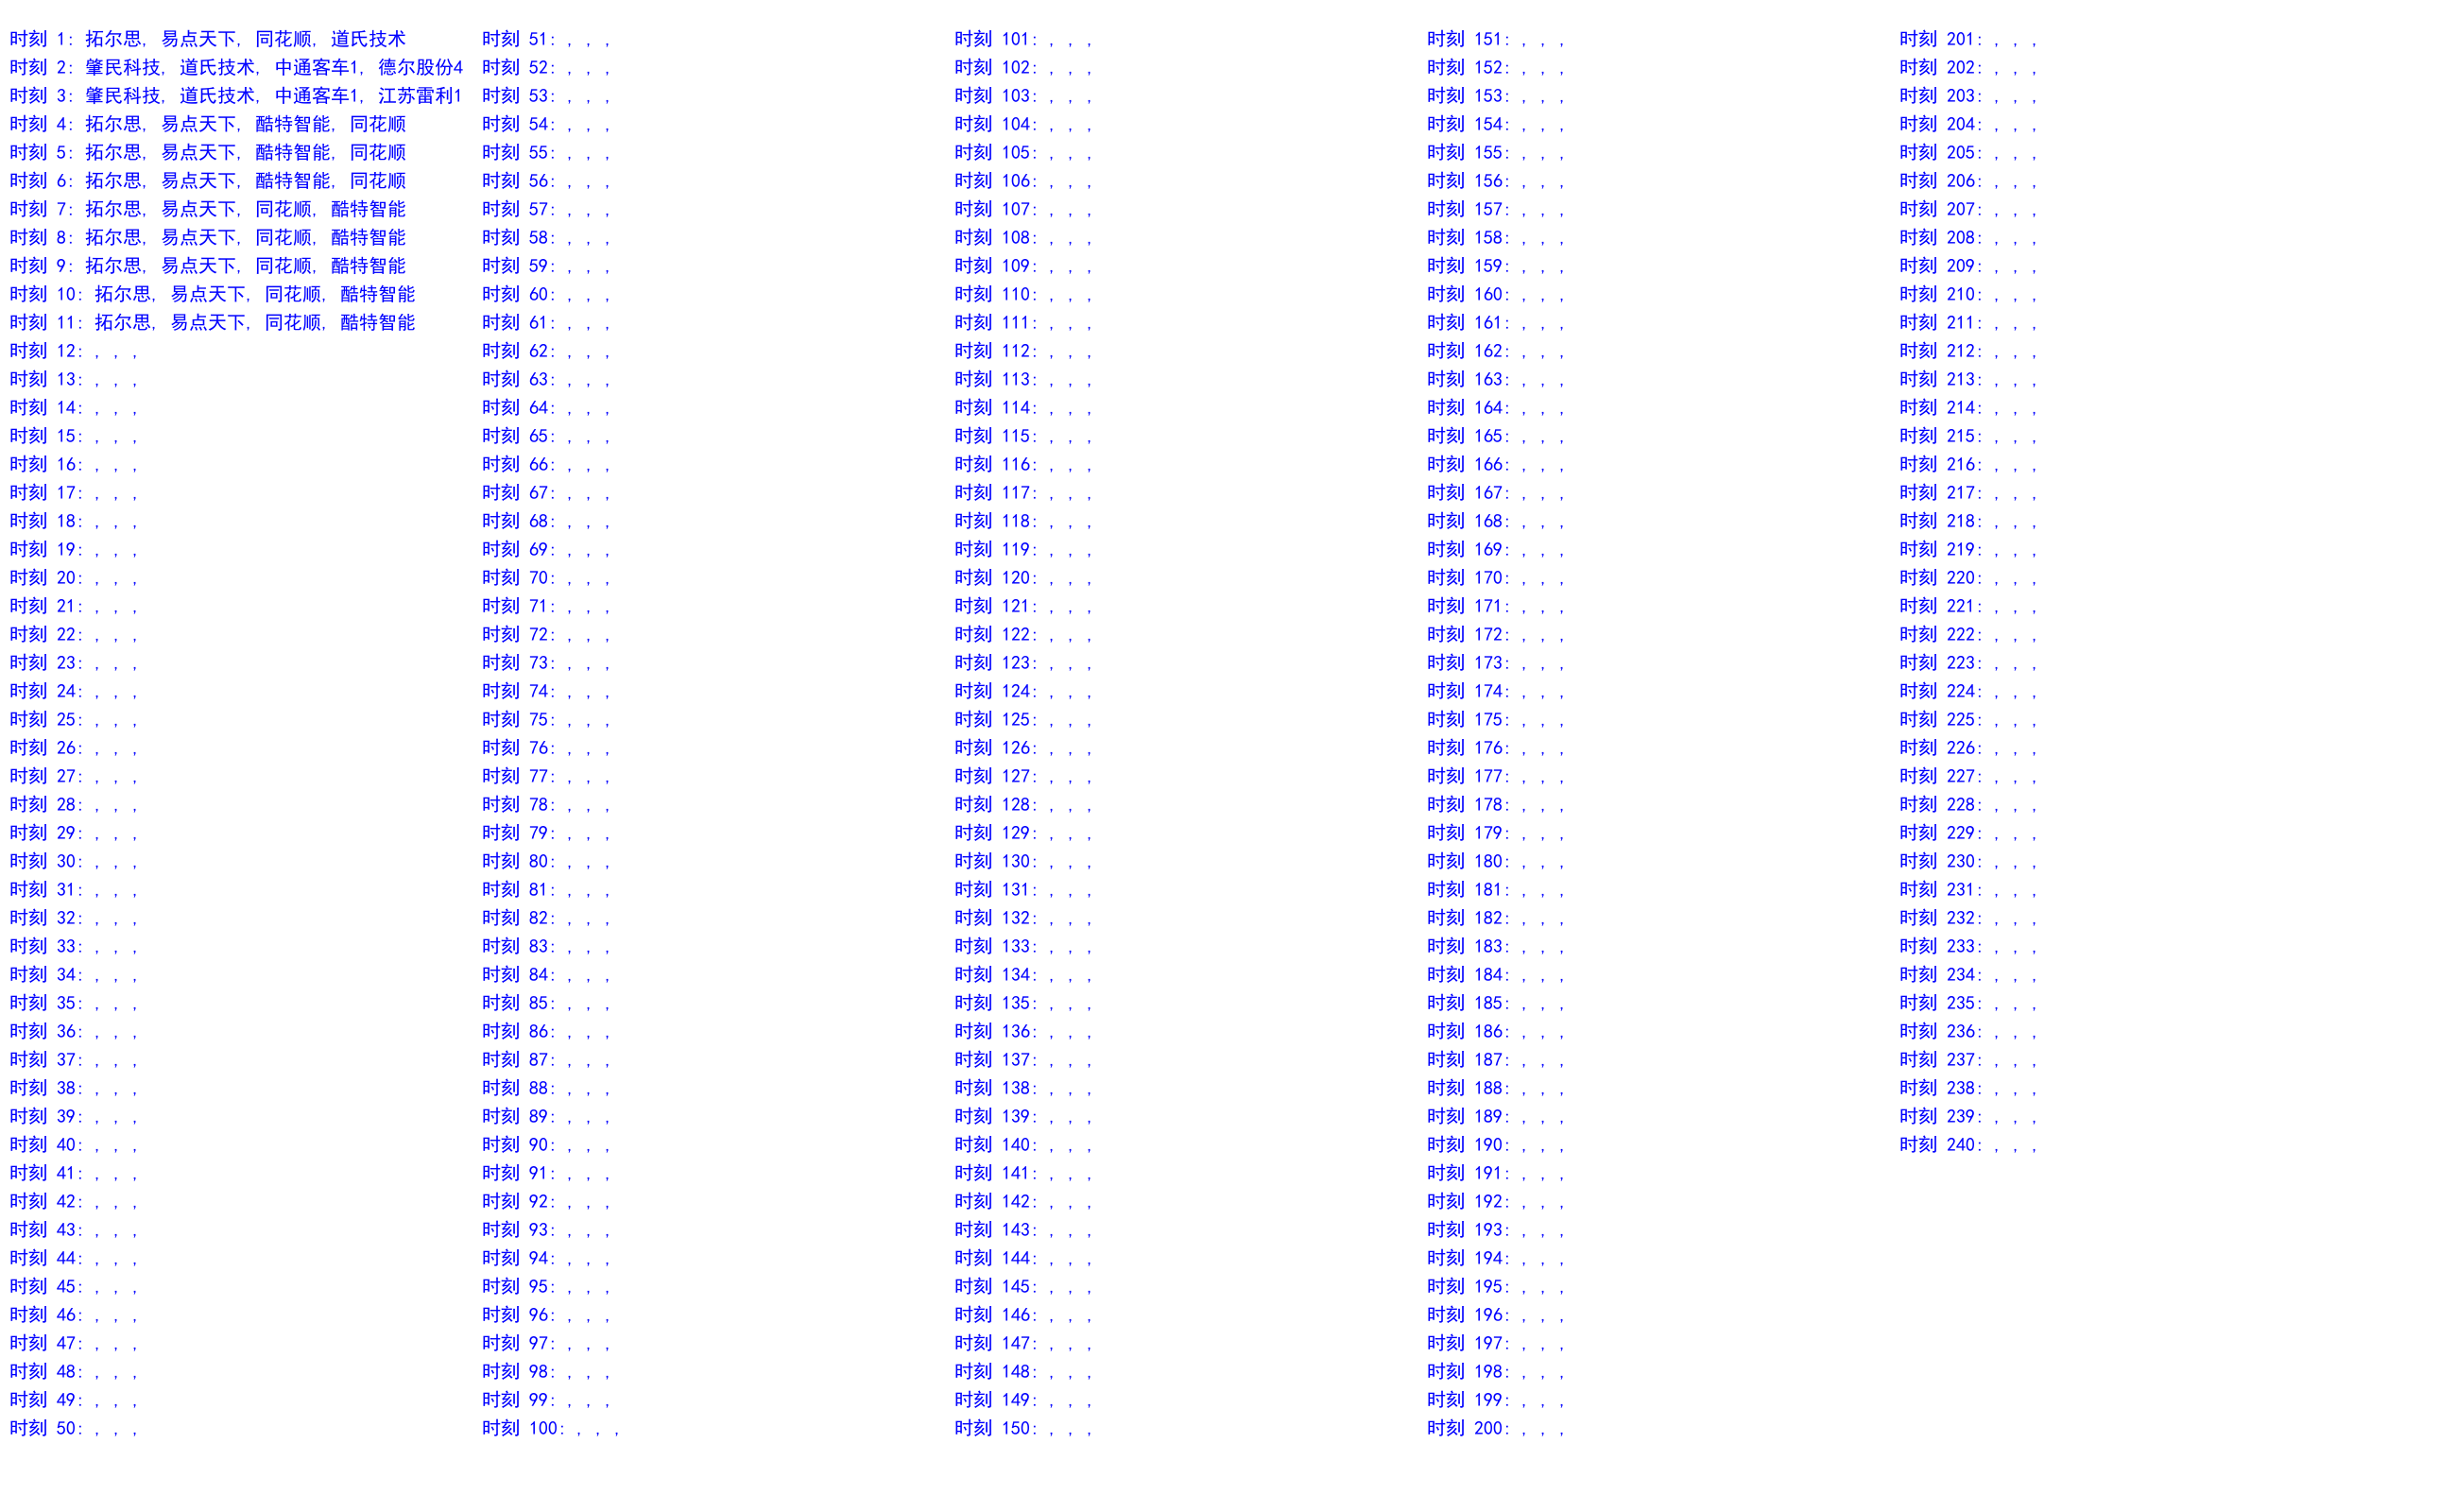 时刻 1: 拓尔思, 易点天下, 同花顺, 道氏技术
时刻 2: 肇民科技, 道氏技术, 中通客车1, 德尔股份4
时刻 3: 肇民科技, 道氏技术, 中通客车1, 江苏雷利1
时刻 4: 拓尔思, 易点天下, 酷特智能, 同花顺
时刻 5: 拓尔思, 易点天下, 酷特智能, 同花顺
时刻 6: 拓尔思, 易点天下, 酷特智能, 同花顺
时刻 7: 拓尔思, 易点天下, 同花顺, 酷特智能
时刻 8: 拓尔思, 易点天下, 同花顺, 酷特智能
时刻 9: 拓尔思, 易点天下, 同花顺, 酷特智能
时刻 10: 拓尔思, 易点天下, 同花顺, 酷特智能
时刻 11: 拓尔思, 易点天下, 同花顺, 酷特智能
时刻 12: , , ,
时刻 13: , , ,
时刻 14: , , ,
时刻 15: , , ,
时刻 16: , , ,
时刻 17: , , ,
时刻 18: , , ,
时刻 19: , , ,
时刻 20: , , ,
时刻 21: , , ,
时刻 22: , , ,
时刻 23: , , ,
时刻 24: , , ,
时刻 25: , , ,
时刻 26: , , ,
时刻 27: , , ,
时刻 28: , , ,
时刻 29: , , ,
时刻 30: , , ,
时刻 31: , , ,
时刻 32: , , ,
时刻 33: , , ,
时刻 34: , , ,
时刻 35: , , ,
时刻 36: , , ,
时刻 37: , , ,
时刻 38: , , ,
时刻 39: , , ,
时刻 40: , , ,
时刻 41: , , ,
时刻 42: , , ,
时刻 43: , , ,
时刻 44: , , ,
时刻 45: , , ,
时刻 46: , , ,
时刻 47: , , ,
时刻 48: , , ,
时刻 49: , , ,
时刻 50: , , ,
时刻 51: , , ,
时刻 52: , , ,
时刻 53: , , ,
时刻 54: , , ,
时刻 55: , , ,
时刻 56: , , ,
时刻 57: , , ,
时刻 58: , , ,
时刻 59: , , ,
时刻 60: , , ,
时刻 61: , , ,
时刻 62: , , ,
时刻 63: , , ,
时刻 64: , , ,
时刻 65: , , ,
时刻 66: , , ,
时刻 67: , , ,
时刻 68: , , ,
时刻 69: , , ,
时刻 70: , , ,
时刻 71: , , ,
时刻 72: , , ,
时刻 73: , , ,
时刻 74: , , ,
时刻 75: , , ,
时刻 76: , , ,
时刻 77: , , ,
时刻 78: , , ,
时刻 79: , , ,
时刻 80: , , ,
时刻 81: , , ,
时刻 82: , , ,
时刻 83: , , ,
时刻 84: , , ,
时刻 85: , , ,
时刻 86: , , ,
时刻 87: , , ,
时刻 88: , , ,
时刻 89: , , ,
时刻 90: , , ,
时刻 91: , , ,
时刻 92: , , ,
时刻 93: , , ,
时刻 94: , , ,
时刻 95: , , ,
时刻 96: , , ,
时刻 97: , , ,
时刻 98: , , ,
时刻 99: , , ,
时刻 100: , , ,
时刻 101: , , ,
时刻 102: , , ,
时刻 103: , , ,
时刻 104: , , ,
时刻 105: , , ,
时刻 106: , , ,
时刻 107: , , ,
时刻 108: , , ,
时刻 109: , , ,
时刻 110: , , ,
时刻 111: , , ,
时刻 112: , , ,
时刻 113: , , ,
时刻 114: , , ,
时刻 115: , , ,
时刻 116: , , ,
时刻 117: , , ,
时刻 118: , , ,
时刻 119: , , ,
时刻 120: , , ,
时刻 121: , , ,
时刻 122: , , ,
时刻 123: , , ,
时刻 124: , , ,
时刻 125: , , ,
时刻 126: , , ,
时刻 127: , , ,
时刻 128: , , ,
时刻 129: , , ,
时刻 130: , , ,
时刻 131: , , ,
时刻 132: , , ,
时刻 133: , , ,
时刻 134: , , ,
时刻 135: , , ,
时刻 136: , , ,
时刻 137: , , ,
时刻 138: , , ,
时刻 139: , , ,
时刻 140: , , ,
时刻 141: , , ,
时刻 142: , , ,
时刻 143: , , ,
时刻 144: , , ,
时刻 145: , , ,
时刻 146: , , ,
时刻 147: , , ,
时刻 148: , , ,
时刻 149: , , ,
时刻 150: , , ,
时刻 151: , , ,
时刻 152: , , ,
时刻 153: , , ,
时刻 154: , , ,
时刻 155: , , ,
时刻 156: , , ,
时刻 157: , , ,
时刻 158: , , ,
时刻 159: , , ,
时刻 160: , , ,
时刻 161: , , ,
时刻 162: , , ,
时刻 163: , , ,
时刻 164: , , ,
时刻 165: , , ,
时刻 166: , , ,
时刻 167: , , ,
时刻 168: , , ,
时刻 169: , , ,
时刻 170: , , ,
时刻 171: , , ,
时刻 172: , , ,
时刻 173: , , ,
时刻 174: , , ,
时刻 175: , , ,
时刻 176: , , ,
时刻 177: , , ,
时刻 178: , , ,
时刻 179: , , ,
时刻 180: , , ,
时刻 181: , , ,
时刻 182: , , ,
时刻 183: , , ,
时刻 184: , , ,
时刻 185: , , ,
时刻 186: , , ,
时刻 187: , , ,
时刻 188: , , ,
时刻 189: , , ,
时刻 190: , , ,
时刻 191: , , ,
时刻 192: , , ,
时刻 193: , , ,
时刻 194: , , ,
时刻 195: , , ,
时刻 196: , , ,
时刻 197: , , ,
时刻 198: , , ,
时刻 199: , , ,
时刻 200: , , ,
时刻 201: , , ,
时刻 202: , , ,
时刻 203: , , ,
时刻 204: , , ,
时刻 205: , , ,
时刻 206: , , ,
时刻 207: , , ,
时刻 208: , , ,
时刻 209: , , ,
时刻 210: , , ,
时刻 211: , , ,
时刻 212: , , ,
时刻 213: , , ,
时刻 214: , , ,
时刻 215: , , ,
时刻 216: , , ,
时刻 217: , , ,
时刻 218: , , ,
时刻 219: , , ,
时刻 220: , , ,
时刻 221: , , ,
时刻 222: , , ,
时刻 223: , , ,
时刻 224: , , ,
时刻 225: , , ,
时刻 226: , , ,
时刻 227: , , ,
时刻 228: , , ,
时刻 229: , , ,
时刻 230: , , ,
时刻 231: , , ,
时刻 232: , , ,
时刻 233: , , ,
时刻 234: , , ,
时刻 235: , , ,
时刻 236: , , ,
时刻 237: , , ,
时刻 238: , , ,
时刻 239: , , ,
时刻 240: , , ,